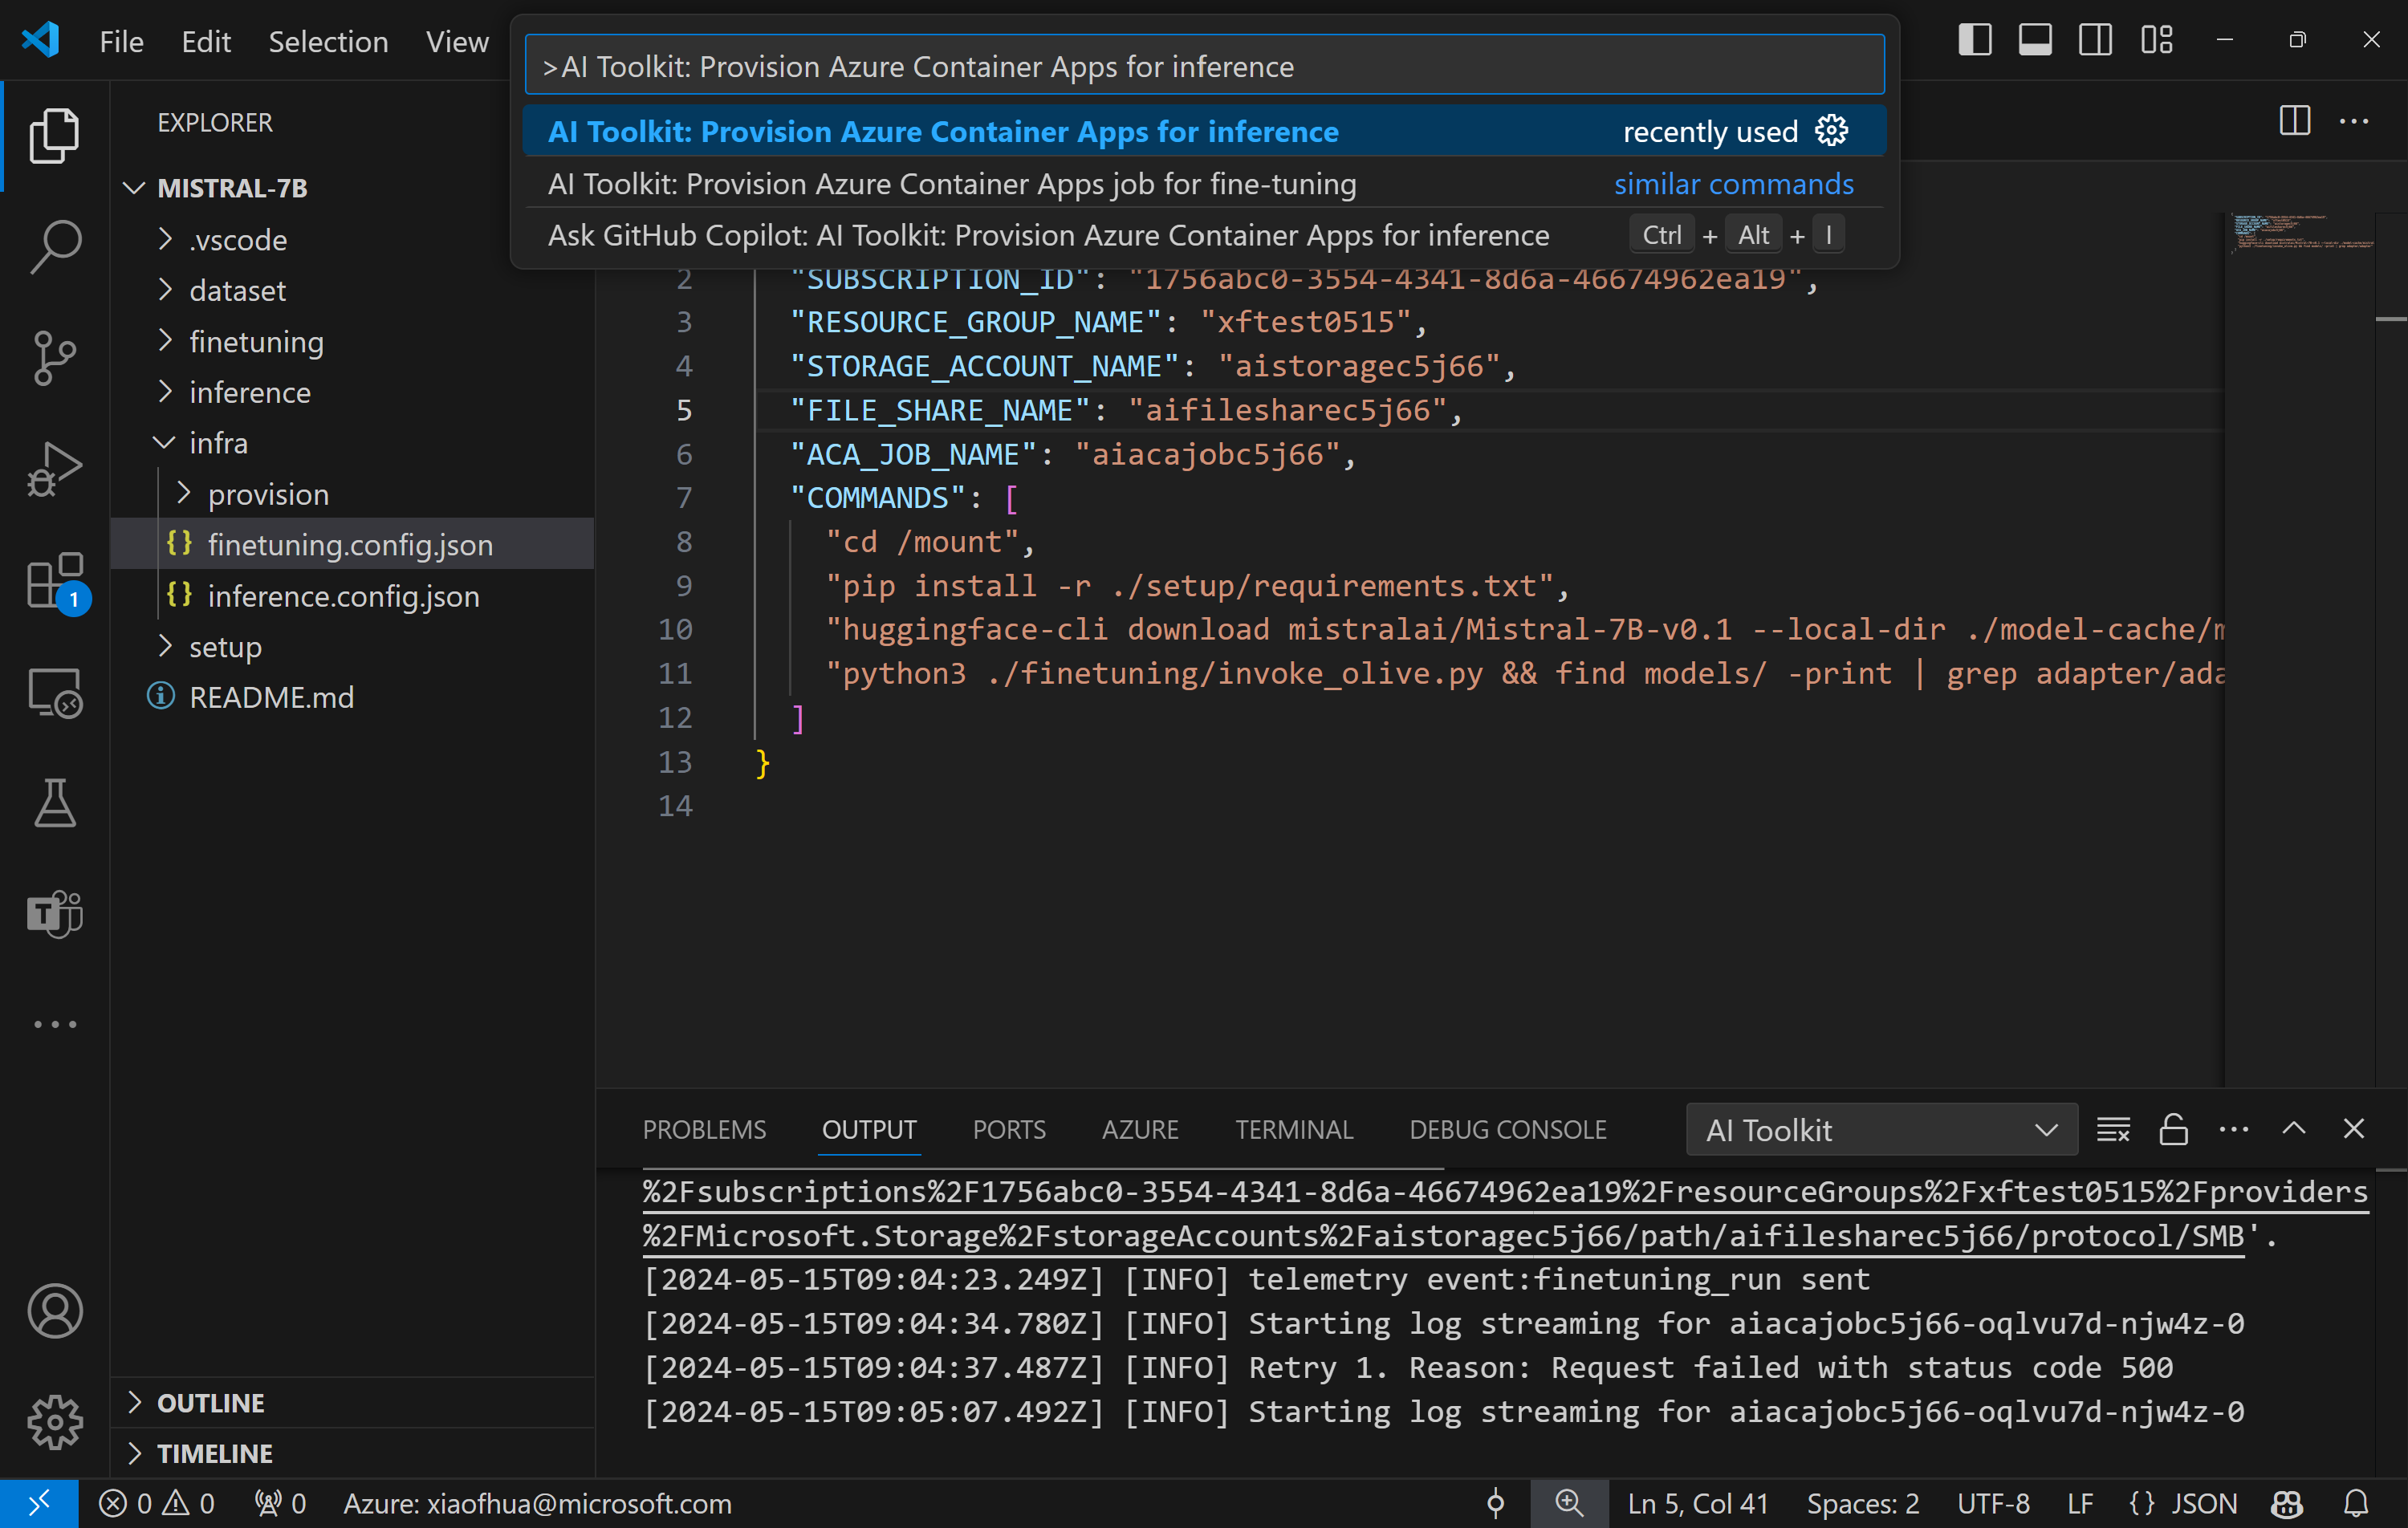 File Edit Selection View
>AI Toolkit: Provision Azure Container Apps for inference
AI Toolkit: Provision Azure Container Apps for inference recently used
AI Toolkit: Provision Azure Container Apps job for fine-tuning similar commands
Ask GitHub Copilot: AI Toolkit: Provision Azure Container Apps for inference Ctrl + Alt + I
EXPLORER
MISTRAL-7B
.vscode
dataset
finetuning
inference
infra
provision
{} finetuning.config.json
{} inference.config.json
setup
README.md
OUTLINE
TIMELINE
1
2 "SUBSCRIPTION_ID": "1756abc0-3554-4341-8d6a-46674962ea19",
3 "RESOURCE_GROUP_NAME": "xftest0515",
4 "STORAGE_ACCOUNT_NAME": "aistoragec5j66",
5 "FILE_SHARE_NAME": "aifilesharec5j66",
6 "ACA_JOB_NAME": "aiacajobc5j66",
7 "COMMANDS": [
8 "cd /mount",
9 "pip install -r ./setup/requirements.txt",
10 "huggingface-cli download mistralai/Mistral-7B-v0.1 --local-dir ./model-cache/m
11 "python3 ./finetuning/invoke_olive.py && find models/ -print | grep adapter/ada
12 ]
13 }
14
PROBLEMS OUTPUT PORTS AZURE TERMINAL DEBUG CONSOLE AI Toolkit
%2Fsubscriptions%2F1756abc0-3554-4341-8d6a-46674962ea19%2FresourceGroups%2Fxftest0515%2Fproviders
%2FMicrosoft.Storage%2FstorageAccounts%2Faistoragec5j66/path/aifilesharec5j66/protocol/SMB'.
[2024-05-15T09:04:23.249Z] [INFO] telemetry event:finetuning_run sent
[2024-05-15T09:04:34.780Z] [INFO] Starting log streaming for aiacajobc5j66-oqlvu7d-njw4z-0
[2024-05-15T09:04:37.487Z] [INFO] Retry 1. Reason: Request failed with status code 500
[2024-05-15T09:05:07.492Z] [INFO] Starting log streaming for aiacajobc5j66-oqlvu7d-njw4z-0
0 0 0 Azure: xiaofhua@microsoft.com Ln 5, Col 41 Spaces: 2 UTF-8 LF {} JSON